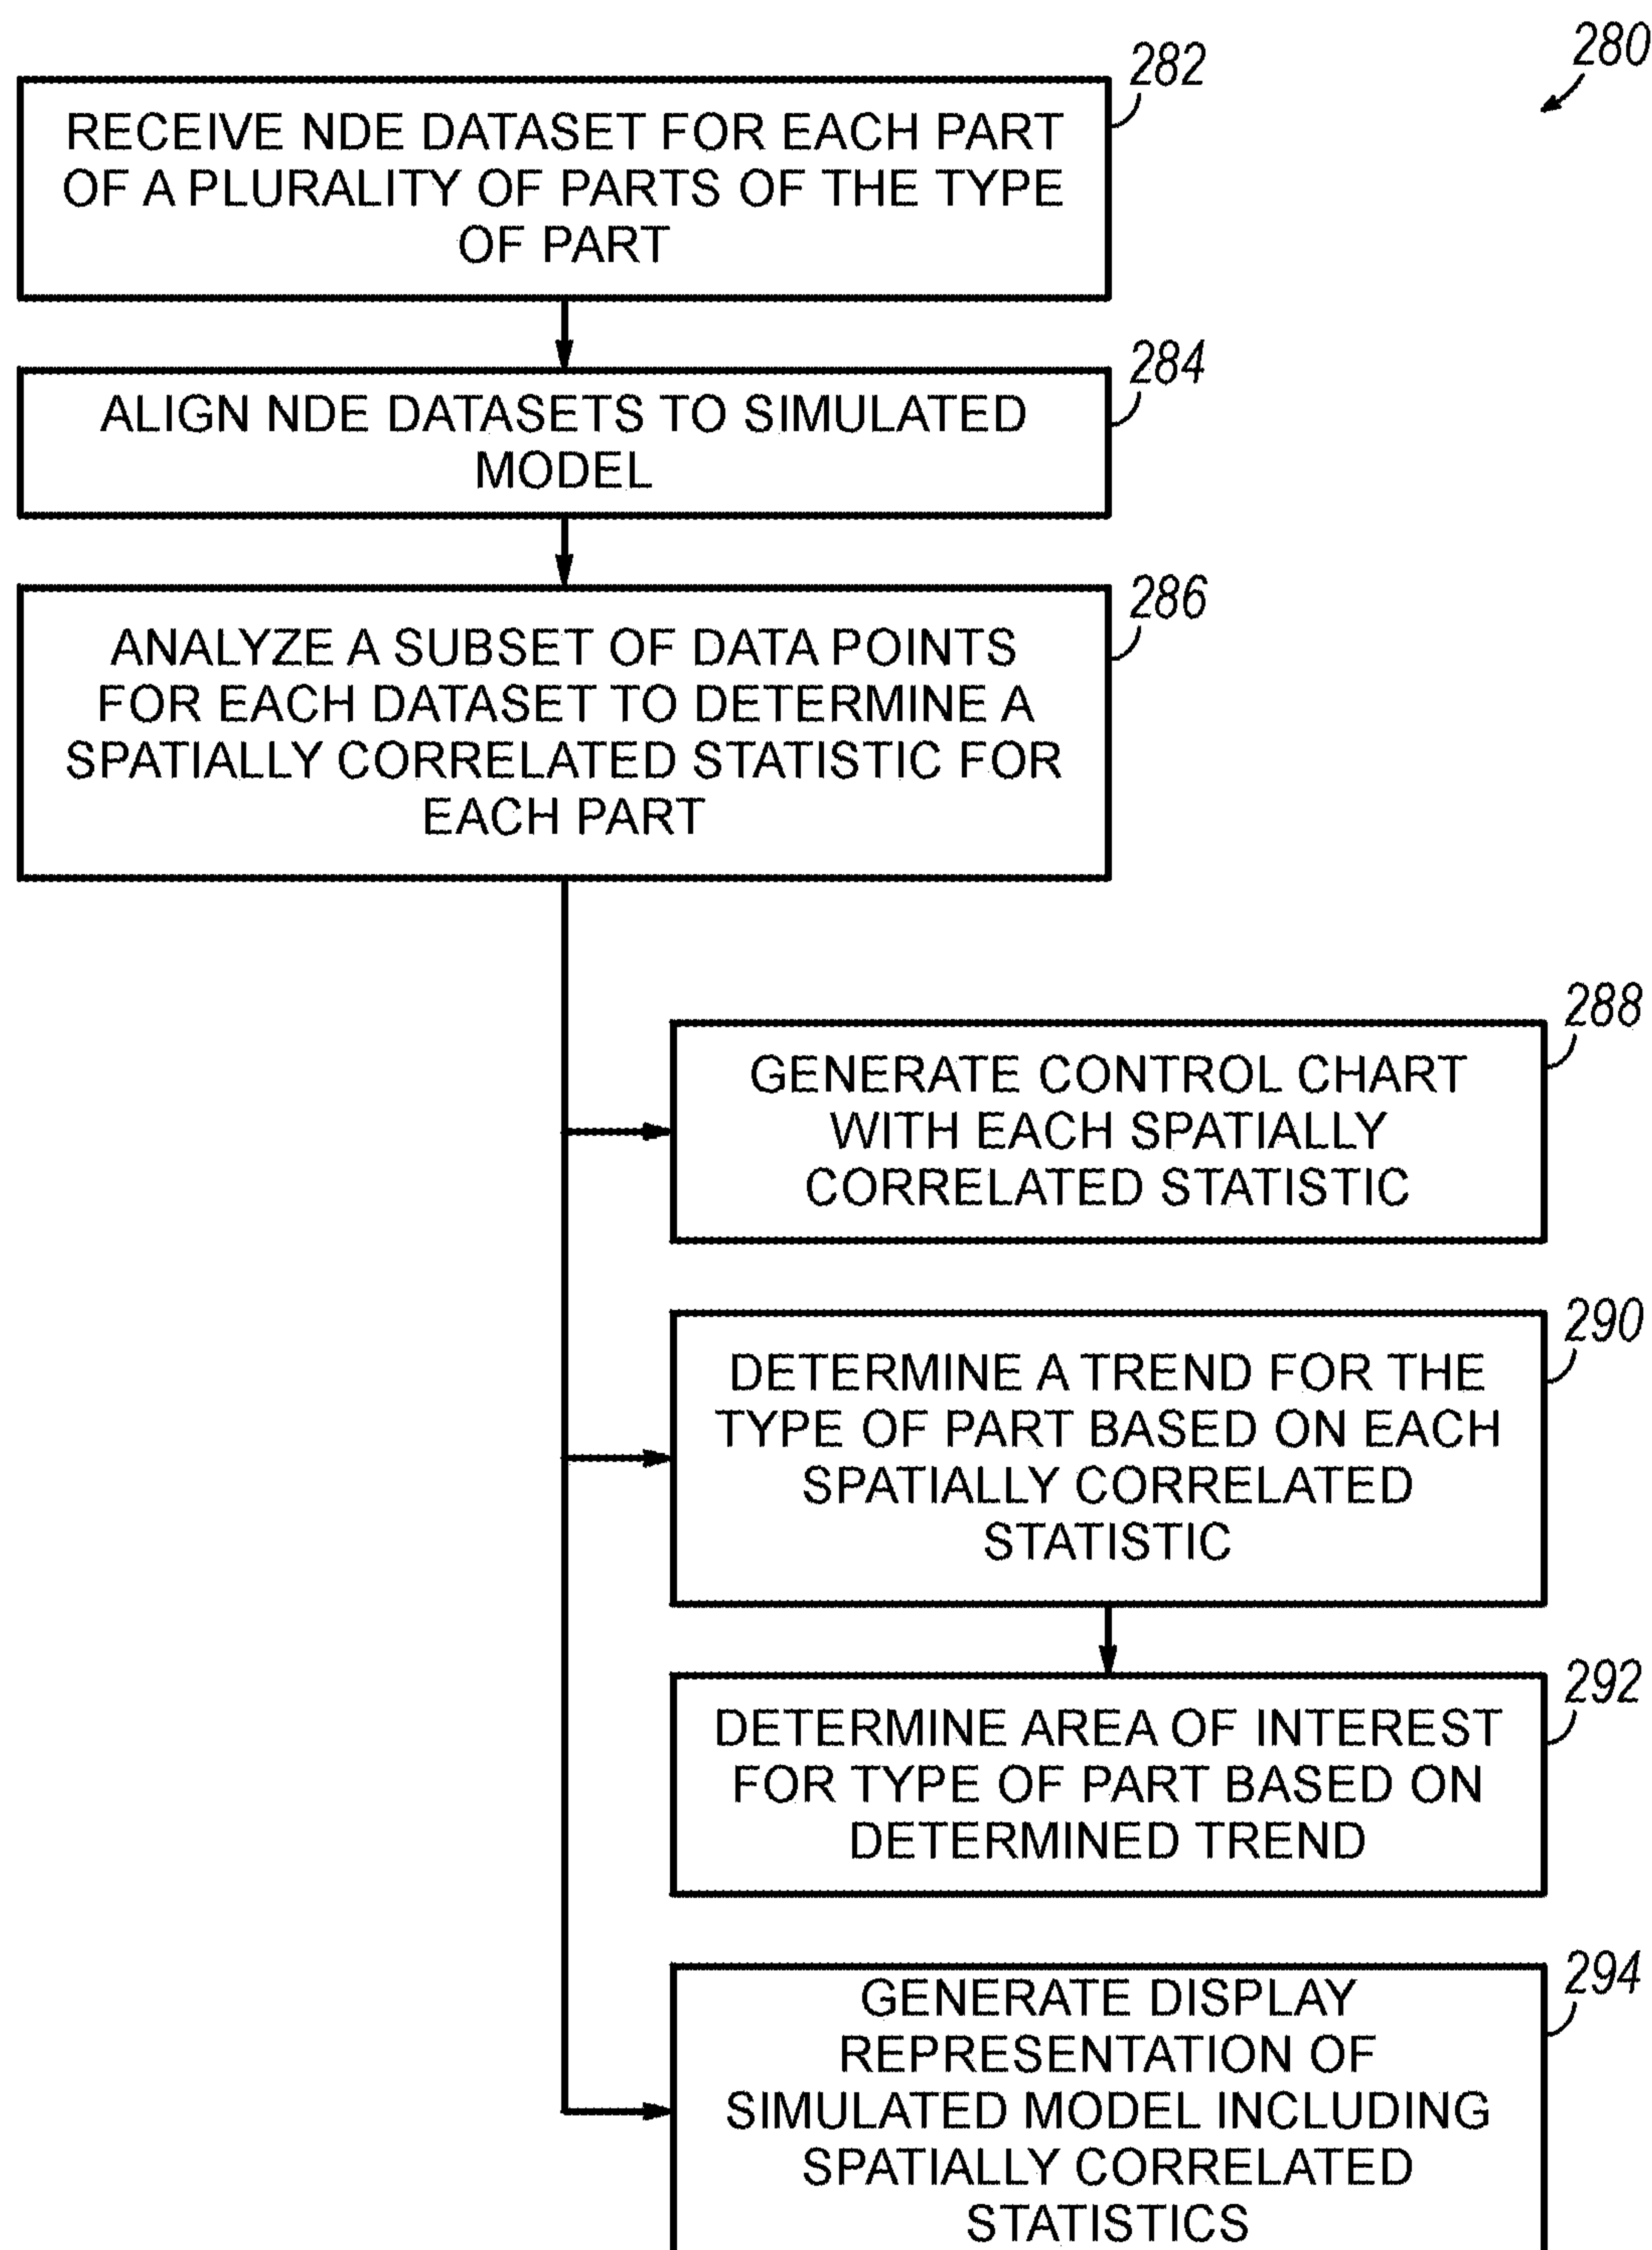 280
282
RECEIVE NDE DATASET FOR EACH PART
OF A PLURALITY OF PARTS OF THE TYPE
OF PART
284
ALIGN NDE DATASETS TO SIMULATED
MODEL
286
ANALYZE A SUBSET OF DATA POINTS
FOR EACH DATASET TO DETERMINE A
SPATIALLY CORRELATED STATISTIC FOR
EACH PART
288
GENERATE CONTROL CHART
WITH EACH SPATIALLY
CORRELATED STATISTIC
290
DETERMINE A TREND FOR THE
TYPE OF PART BASED ON EACH
SPATIALLY CORRELATED
STATISTIC
292
DETERMINE AREA OF INTEREST
FOR TYPE OF PART BASED ON
DETERMINED TREND
294
GENERATE DISPLAY
REPRESENTATION OF
SIMULATED MODEL INCLUDING
SPATIALLY CORRELATED
STATISTICS